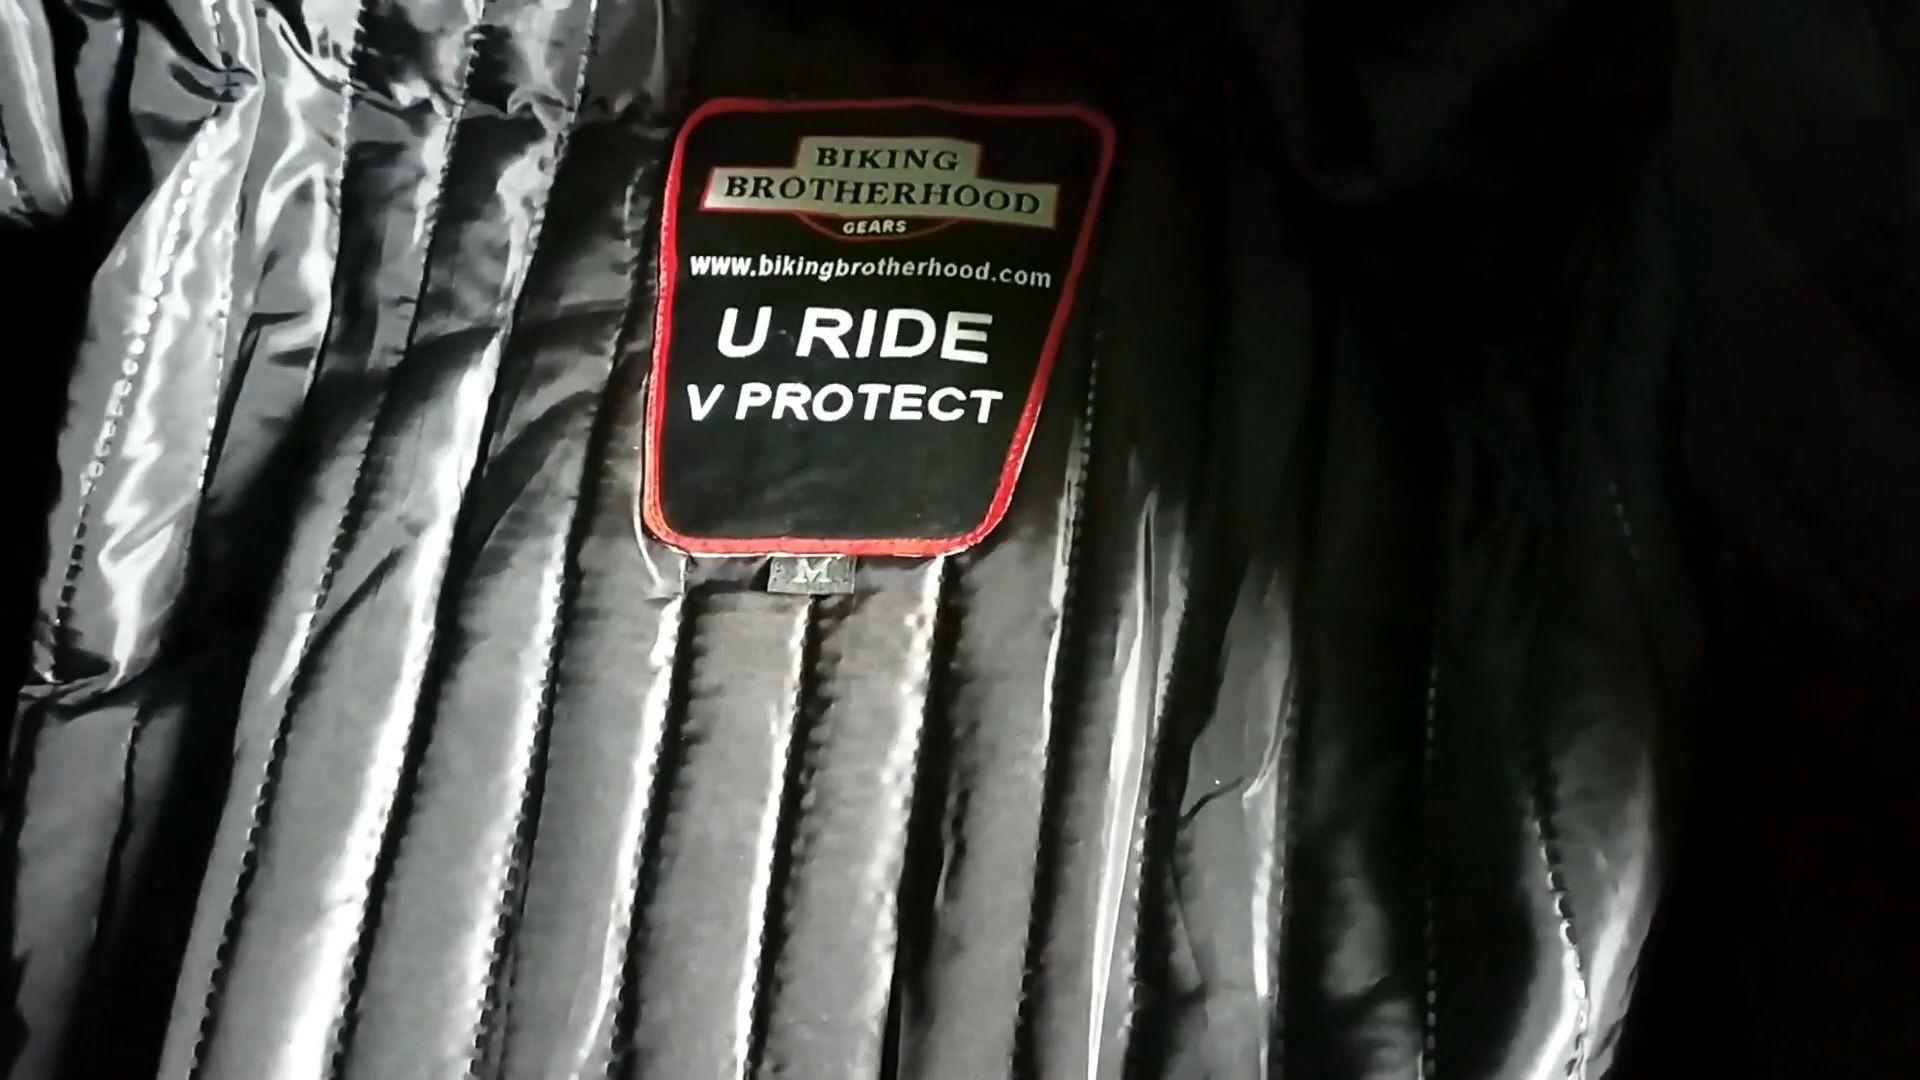 BIKING
BROTHERHOOD
GEARS
www.bikingbrotherhood.com
U RIDE
V PROTECT
M